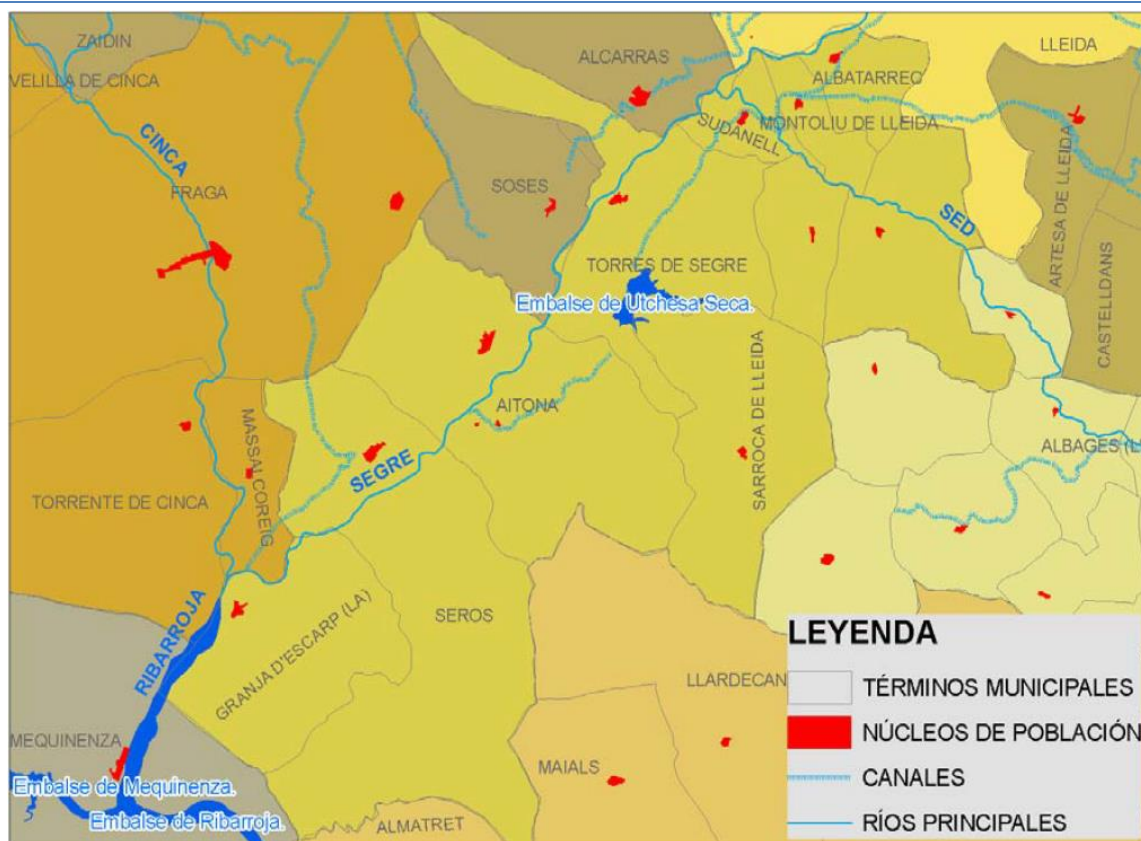 ZAIDIN
ALCARRAS
LLEIDA
VELILLA DE CINCA
ALBATARREC
CINCA
SUDANELL
MONTOLIU DE LLEIDA
FRAGA
SOSES
ARTESA DE LLEIDA
SED
CASTELLDANS
TORRES DE SEGRE
Embalse de Utchesa Seca.
AITONA
MASSALCOREIG
SARROCA DE LLEIDA
ALBAGES (L
SEGRE
TORRENTE DE CINCA
RIBARROJA
GRANJA D'ESCARP (LA)
SEROS
LLARDECAN
MEQUINENZA
MAIALS
Embalse de Mequinenza.
Embalse de Ribarroja.
ALMATRET
LEYENDA
TÉRMINOS MUNICIPALES
NÚCLEOS DE POBLACIÓN
CANALES
RÍOS PRINCIPALES